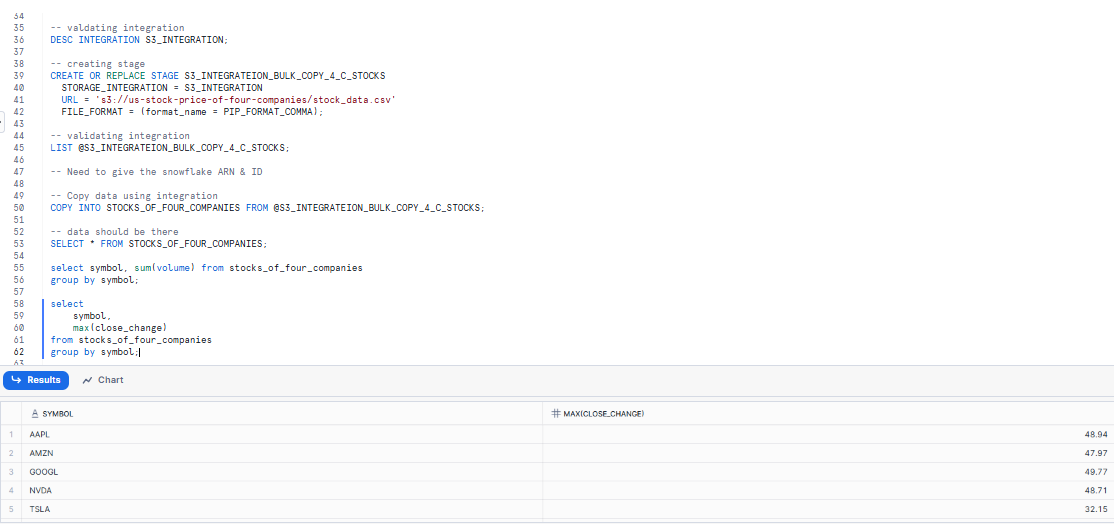 34
35 -- valdating integration
36 DESC INTEGRATION S3_INTEGRATION;
37
38 -- creating stage
39 CREATE OR REPLACE STAGE S3_INTEGRATEION_BULK_COPY_4_C_STOCKS
40 STORAGE_INTEGRATION = S3_INTEGRATION
41 URL = 's3://us-stock-price-of-four-companies/stock_data.csv'
42 FILE_FORMAT = (format_name = PIP_FORMAT_COMMA);
43
44 -- validating integration
45 LIST @S3_INTEGRATEION_BULK_COPY_4_C_STOCKS;
46
47 -- Need to give the snowflake ARN & ID
48
49 -- Copy data using integration
50 COPY INTO STOCKS_OF_FOUR_COMPANIES FROM @S3_INTEGRATEION_BULK_COPY_4_C_STOCKS;
51
52 -- data should be there
53 SELECT * FROM STOCKS_OF_FOUR_COMPANIES;
54
55 select symbol, sum(volume) from stocks_of_four_companies
56 group by symbol;
57
58 select
59 symbol,
60 max(close_change)
61 from stocks_of_four_companies
62 group by symbol;
63
Results Chart
SYMBOL MAX(CLOSE_CHANGE)
1 AAPL 48.94
2 AMZN 47.97
3 GOOGL 49.77
4 NVDA 48.71
5 TSLA 32.15